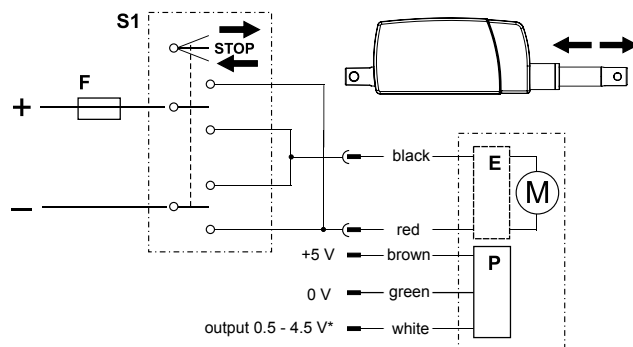 S1
STOP
F
+
–
black
E
M
red
+5 V
brown
P
0 V
green
output 0.5 - 4.5 V*
white